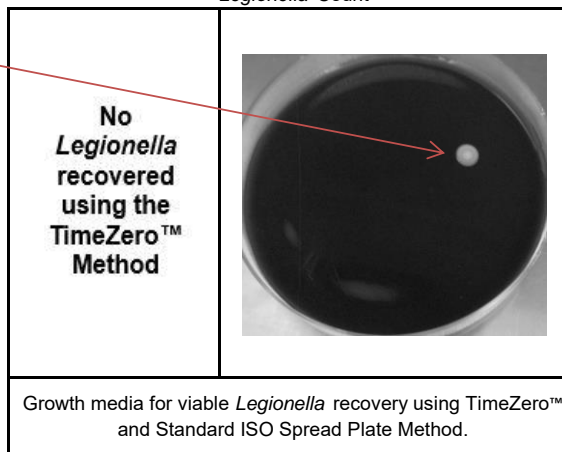 Legionella Count
No
Legionella
recovered
using the
TimeZero™
Method
Growth media for viable Legionella recovery using TimeZero™
and Standard ISO Spread Plate Method.